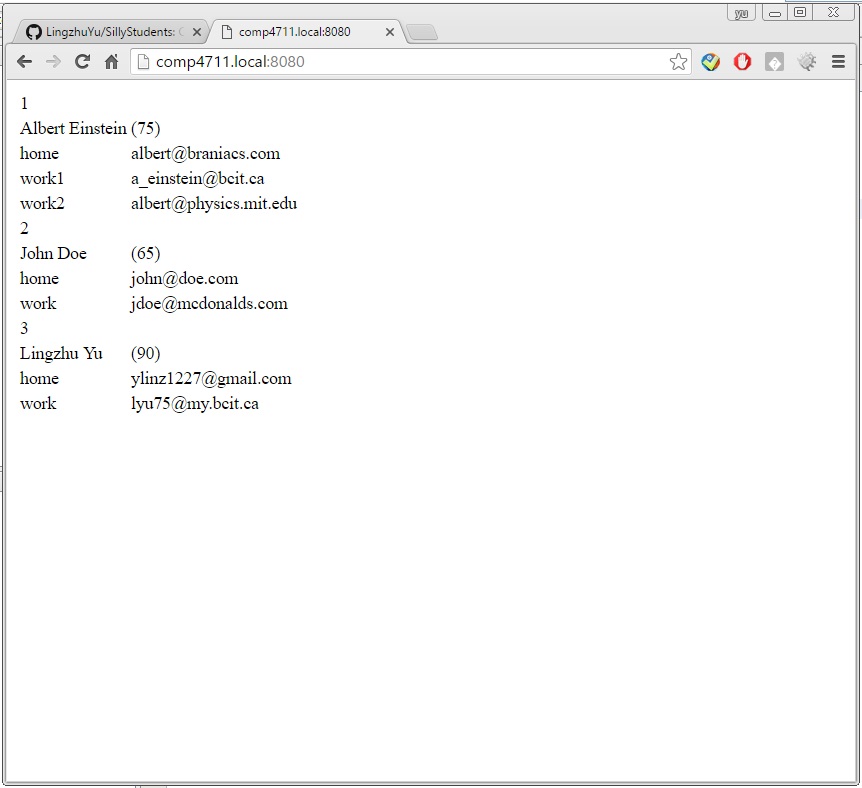 yu
LingzhuYu/SillyStudents:
comp4711.local:8080
comp4711.local:8080
1
Albert Einstein (75)
home albert@braniacs.com
work1 a_einstein@bcit.ca
work2 albert@physics.mit.edu
2
John Doe (65)
home john@doe.com
work jdoe@mcdonalds.com
3
Lingzhu Yu (90)
home ylinz1227@gmail.com
work lyu75@my.bcit.ca